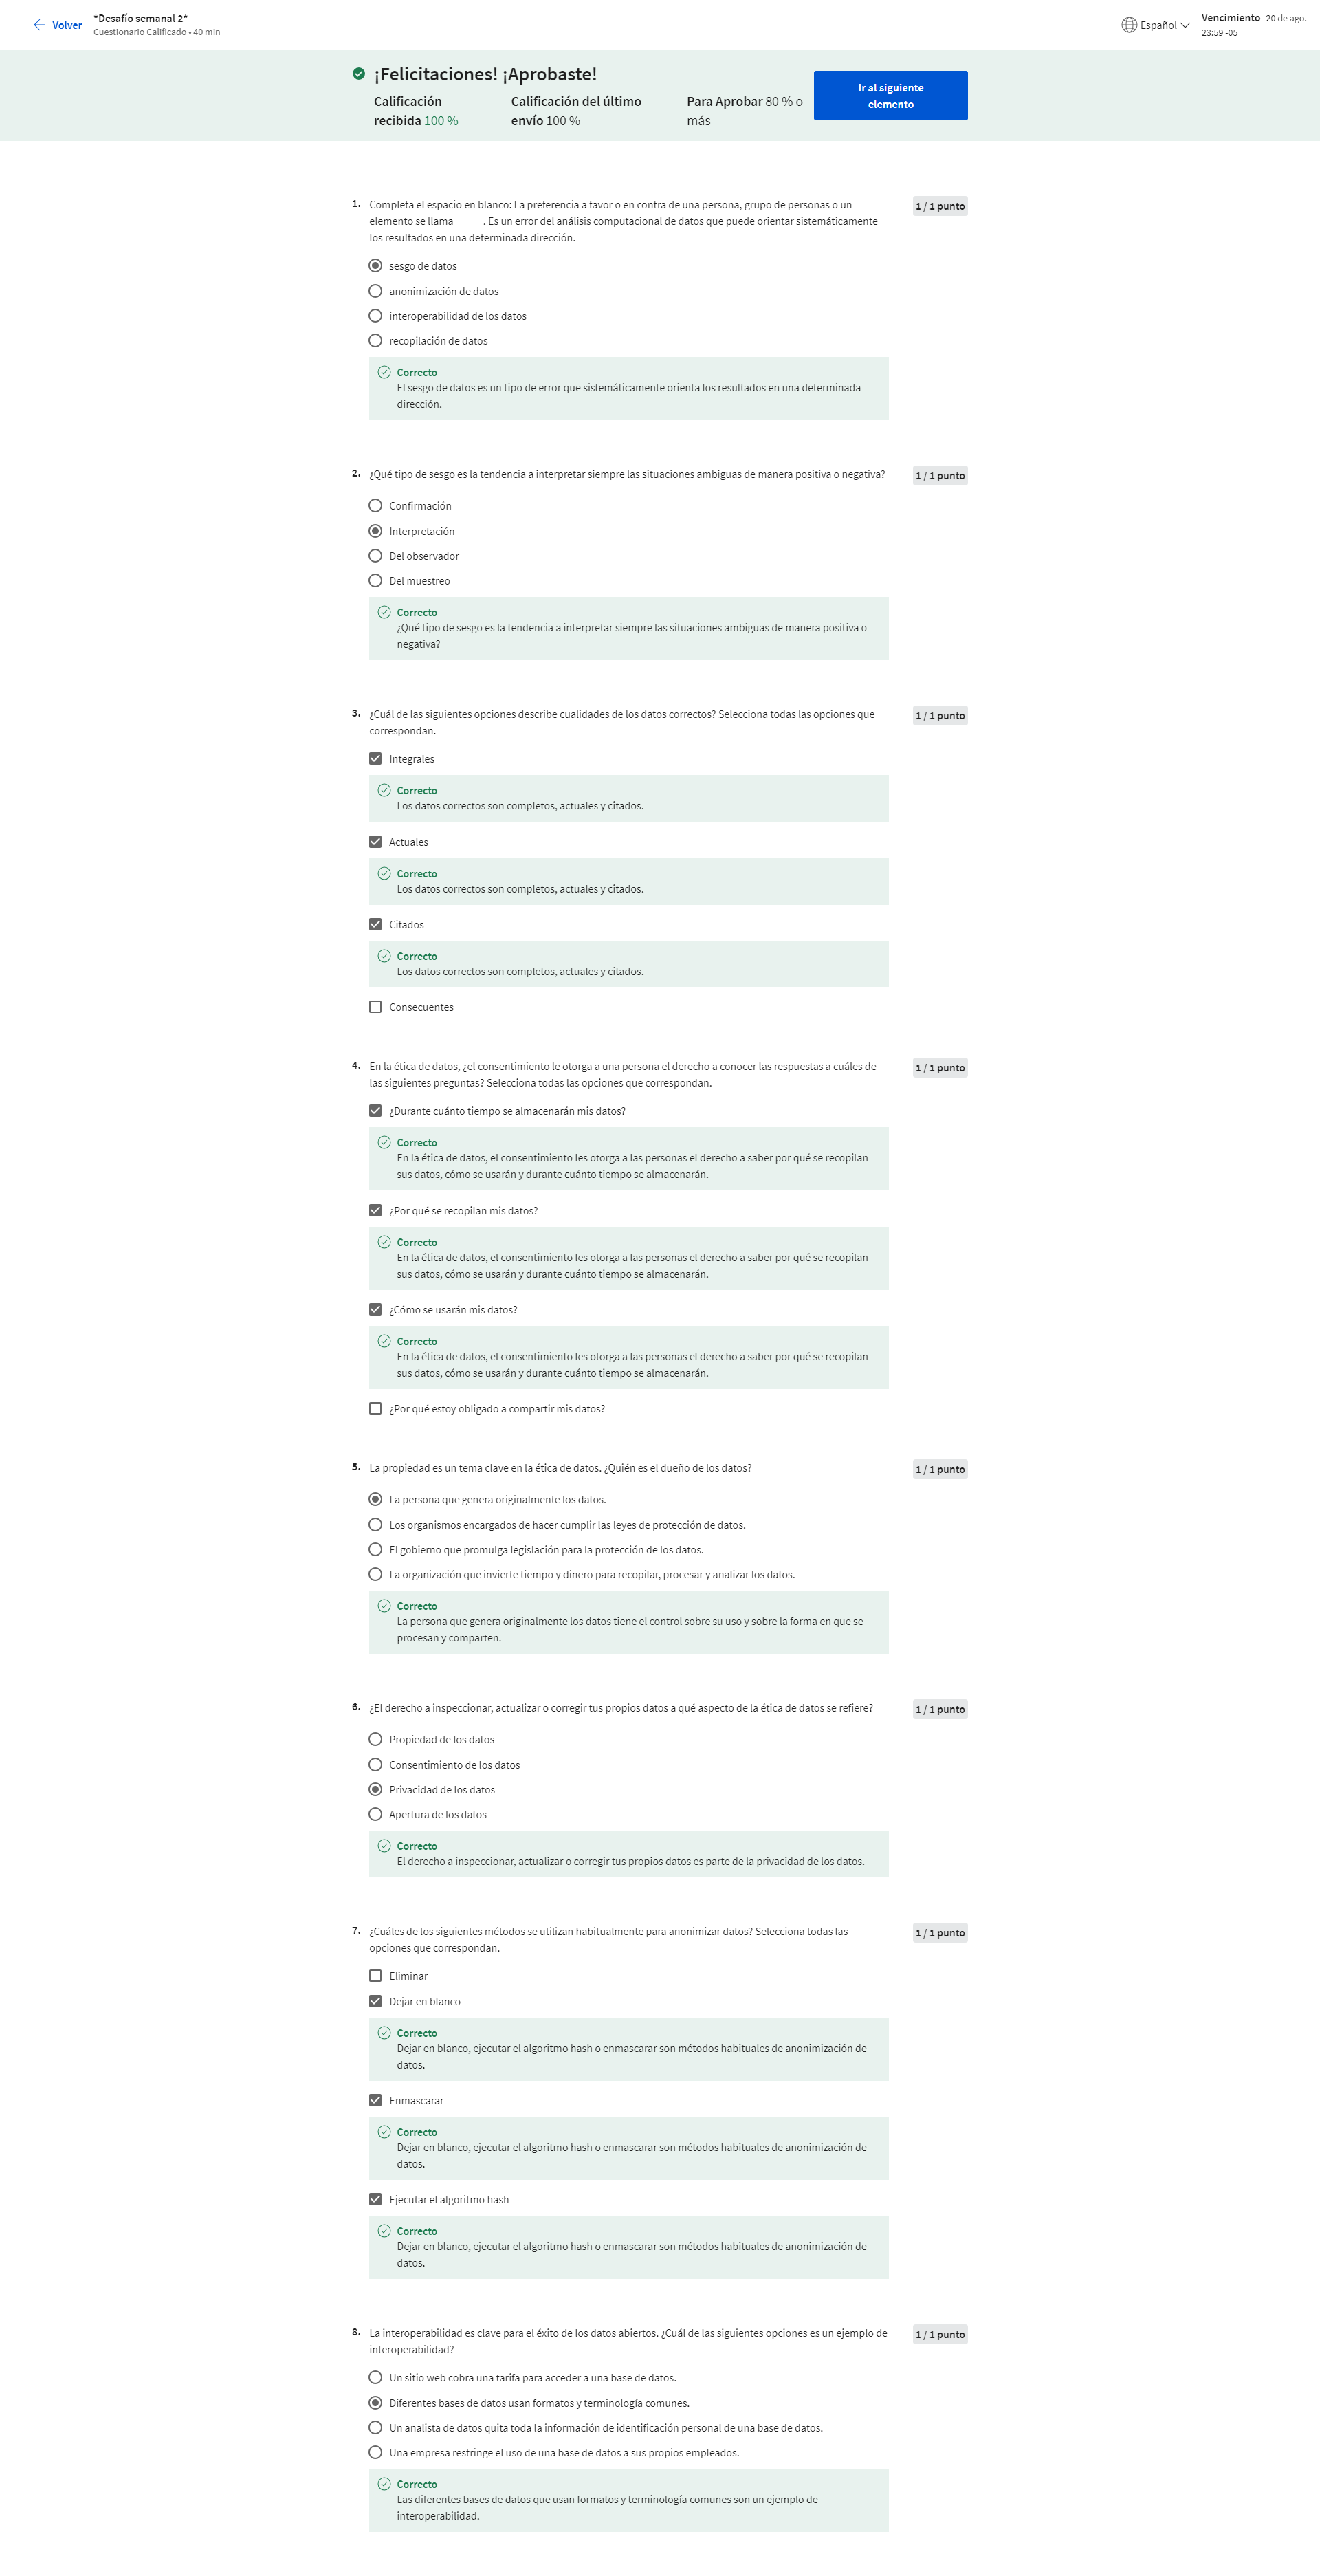 Volver
*Desafío semanal 2*
Cuestionario Calificado • 40 min
Español
Vencimiento 20 de ago.
23:59 -05
¡Felicitaciones! ¡Aprobaste!
Calificación
recibida 100 %
Calificación del último
envío 100 %
Para Aprobar 80 % o
más
Ir al siguiente
elemento
1. Completa el espacio en blanco: La preferencia a favor o en contra de una persona, grupo de personas o un
elemento se llama _____. Es un error del análisis computacional de datos que puede orientar sistemáticamente
los resultados en una determinada dirección.
1 / 1 punto
sesgo de datos
anonimización de datos
interoperabilidad de los datos
recopilación de datos
Correcto
El sesgo de datos es un tipo de error que sistemáticamente orienta los resultados en una determinada
dirección.
2. ¿Qué tipo de sesgo es la tendencia a interpretar siempre las situaciones ambiguas de manera positiva o negativa?
1 / 1 punto
Confirmación
Interpretación
Del observador
Del muestreo
Correcto
¿Qué tipo de sesgo es la tendencia a interpretar siempre las situaciones ambiguas de manera positiva o
negativa?
3. ¿Cuál de las siguientes opciones describe cualidades de los datos correctos? Selecciona todas las opciones que
correspondan.
1 / 1 punto
Integrales
Correcto
Los datos correctos son completos, actuales y citados.
Actuales
Correcto
Los datos correctos son completos, actuales y citados.
Citados
Correcto
Los datos correctos son completos, actuales y citados.
Consecuentes
4. En la ética de datos, ¿el consentimiento le otorga a una persona el derecho a conocer las respuestas a cuáles de
las siguientes preguntas? Selecciona todas las opciones que correspondan.
1 / 1 punto
¿Durante cuánto tiempo se almacenarán mis datos?
Correcto
En la ética de datos, el consentimiento les otorga a las personas el derecho a saber por qué se recopilan
sus datos, cómo se usarán y durante cuánto tiempo se almacenarán.
¿Por qué se recopilan mis datos?
Correcto
En la ética de datos, el consentimiento les otorga a las personas el derecho a saber por qué se recopilan
sus datos, cómo se usarán y durante cuánto tiempo se almacenarán.
¿Cómo se usarán mis datos?
Correcto
En la ética de datos, el consentimiento les otorga a las personas el derecho a saber por qué se recopilan
sus datos, cómo se usarán y durante cuánto tiempo se almacenarán.
¿Por qué estoy obligado a compartir mis datos?
5. La propiedad es un tema clave en la ética de datos. ¿Quién es el dueño de los datos?
1 / 1 punto
La persona que genera originalmente los datos.
Los organismos encargados de hacer cumplir las leyes de protección de datos.
El gobierno que promulga legislación para la protección de los datos.
La organización que invierte tiempo y dinero para recopilar, procesar y analizar los datos.
Correcto
La persona que genera originalmente los datos tiene el control sobre su uso y sobre la forma en que se
procesan y comparten.
6. ¿El derecho a inspeccionar, actualizar o corregir tus propios datos a qué aspecto de la ética de datos se refiere?
1 / 1 punto
Propiedad de los datos
Consentimiento de los datos
Privacidad de los datos
Apertura de los datos
Correcto
El derecho a inspeccionar, actualizar o corregir tus propios datos es parte de la privacidad de los datos.
7. ¿Cuáles de los siguientes métodos se utilizan habitualmente para anonimizar datos? Selecciona todas las
opciones que correspondan.
1 / 1 punto
Eliminar
Dejar en blanco
Correcto
Dejar en blanco, ejecutar el algoritmo hash o enmascarar son métodos habituales de anonimización de
datos.
Enmascarar
Correcto
Dejar en blanco, ejecutar el algoritmo hash o enmascarar son métodos habituales de anonimización de
datos.
Ejecutar el algoritmo hash
Correcto
Dejar en blanco, ejecutar el algoritmo hash o enmascarar son métodos habituales de anonimización de
datos.
8. La interoperabilidad es clave para el éxito de los datos abiertos. ¿Cuál de las siguientes opciones es un ejemplo de
interoperabilidad?
1 / 1 punto
Un sitio web cobra una tarifa para acceder a una base de datos.
Diferentes bases de datos usan formatos y terminología comunes.
Un analista de datos quita toda la información de identificación personal de una base de datos.
Una empresa restringe el uso de una base de datos a sus propios empleados.
Correcto
Las diferentes bases de datos que usan formatos y terminología comunes son un ejemplo de
interoperabilidad.